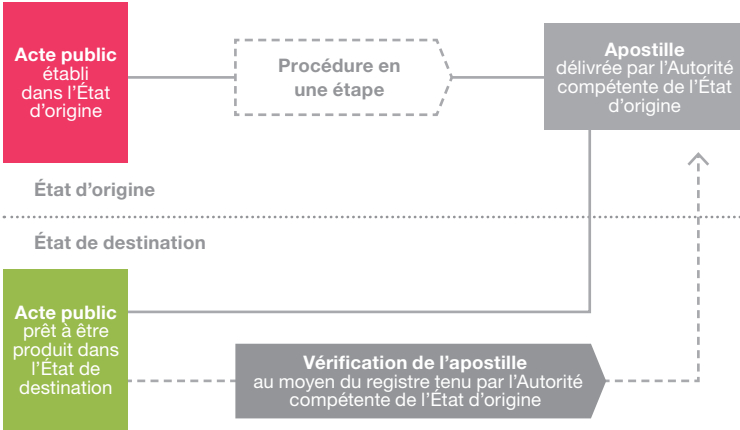 Acte public
établi
dans l'État
d'origine
Procédure en
une étape
Apostille
délivrée par l'Autorité
compétente de l'État
d'origine
État d'origine
État de destination
Acte public
prêt à être
produit dans
l'État de
destination
Vérification de l'apostille
au moyen du registre tenu par l'Autorité
compétente de l'État d'origine